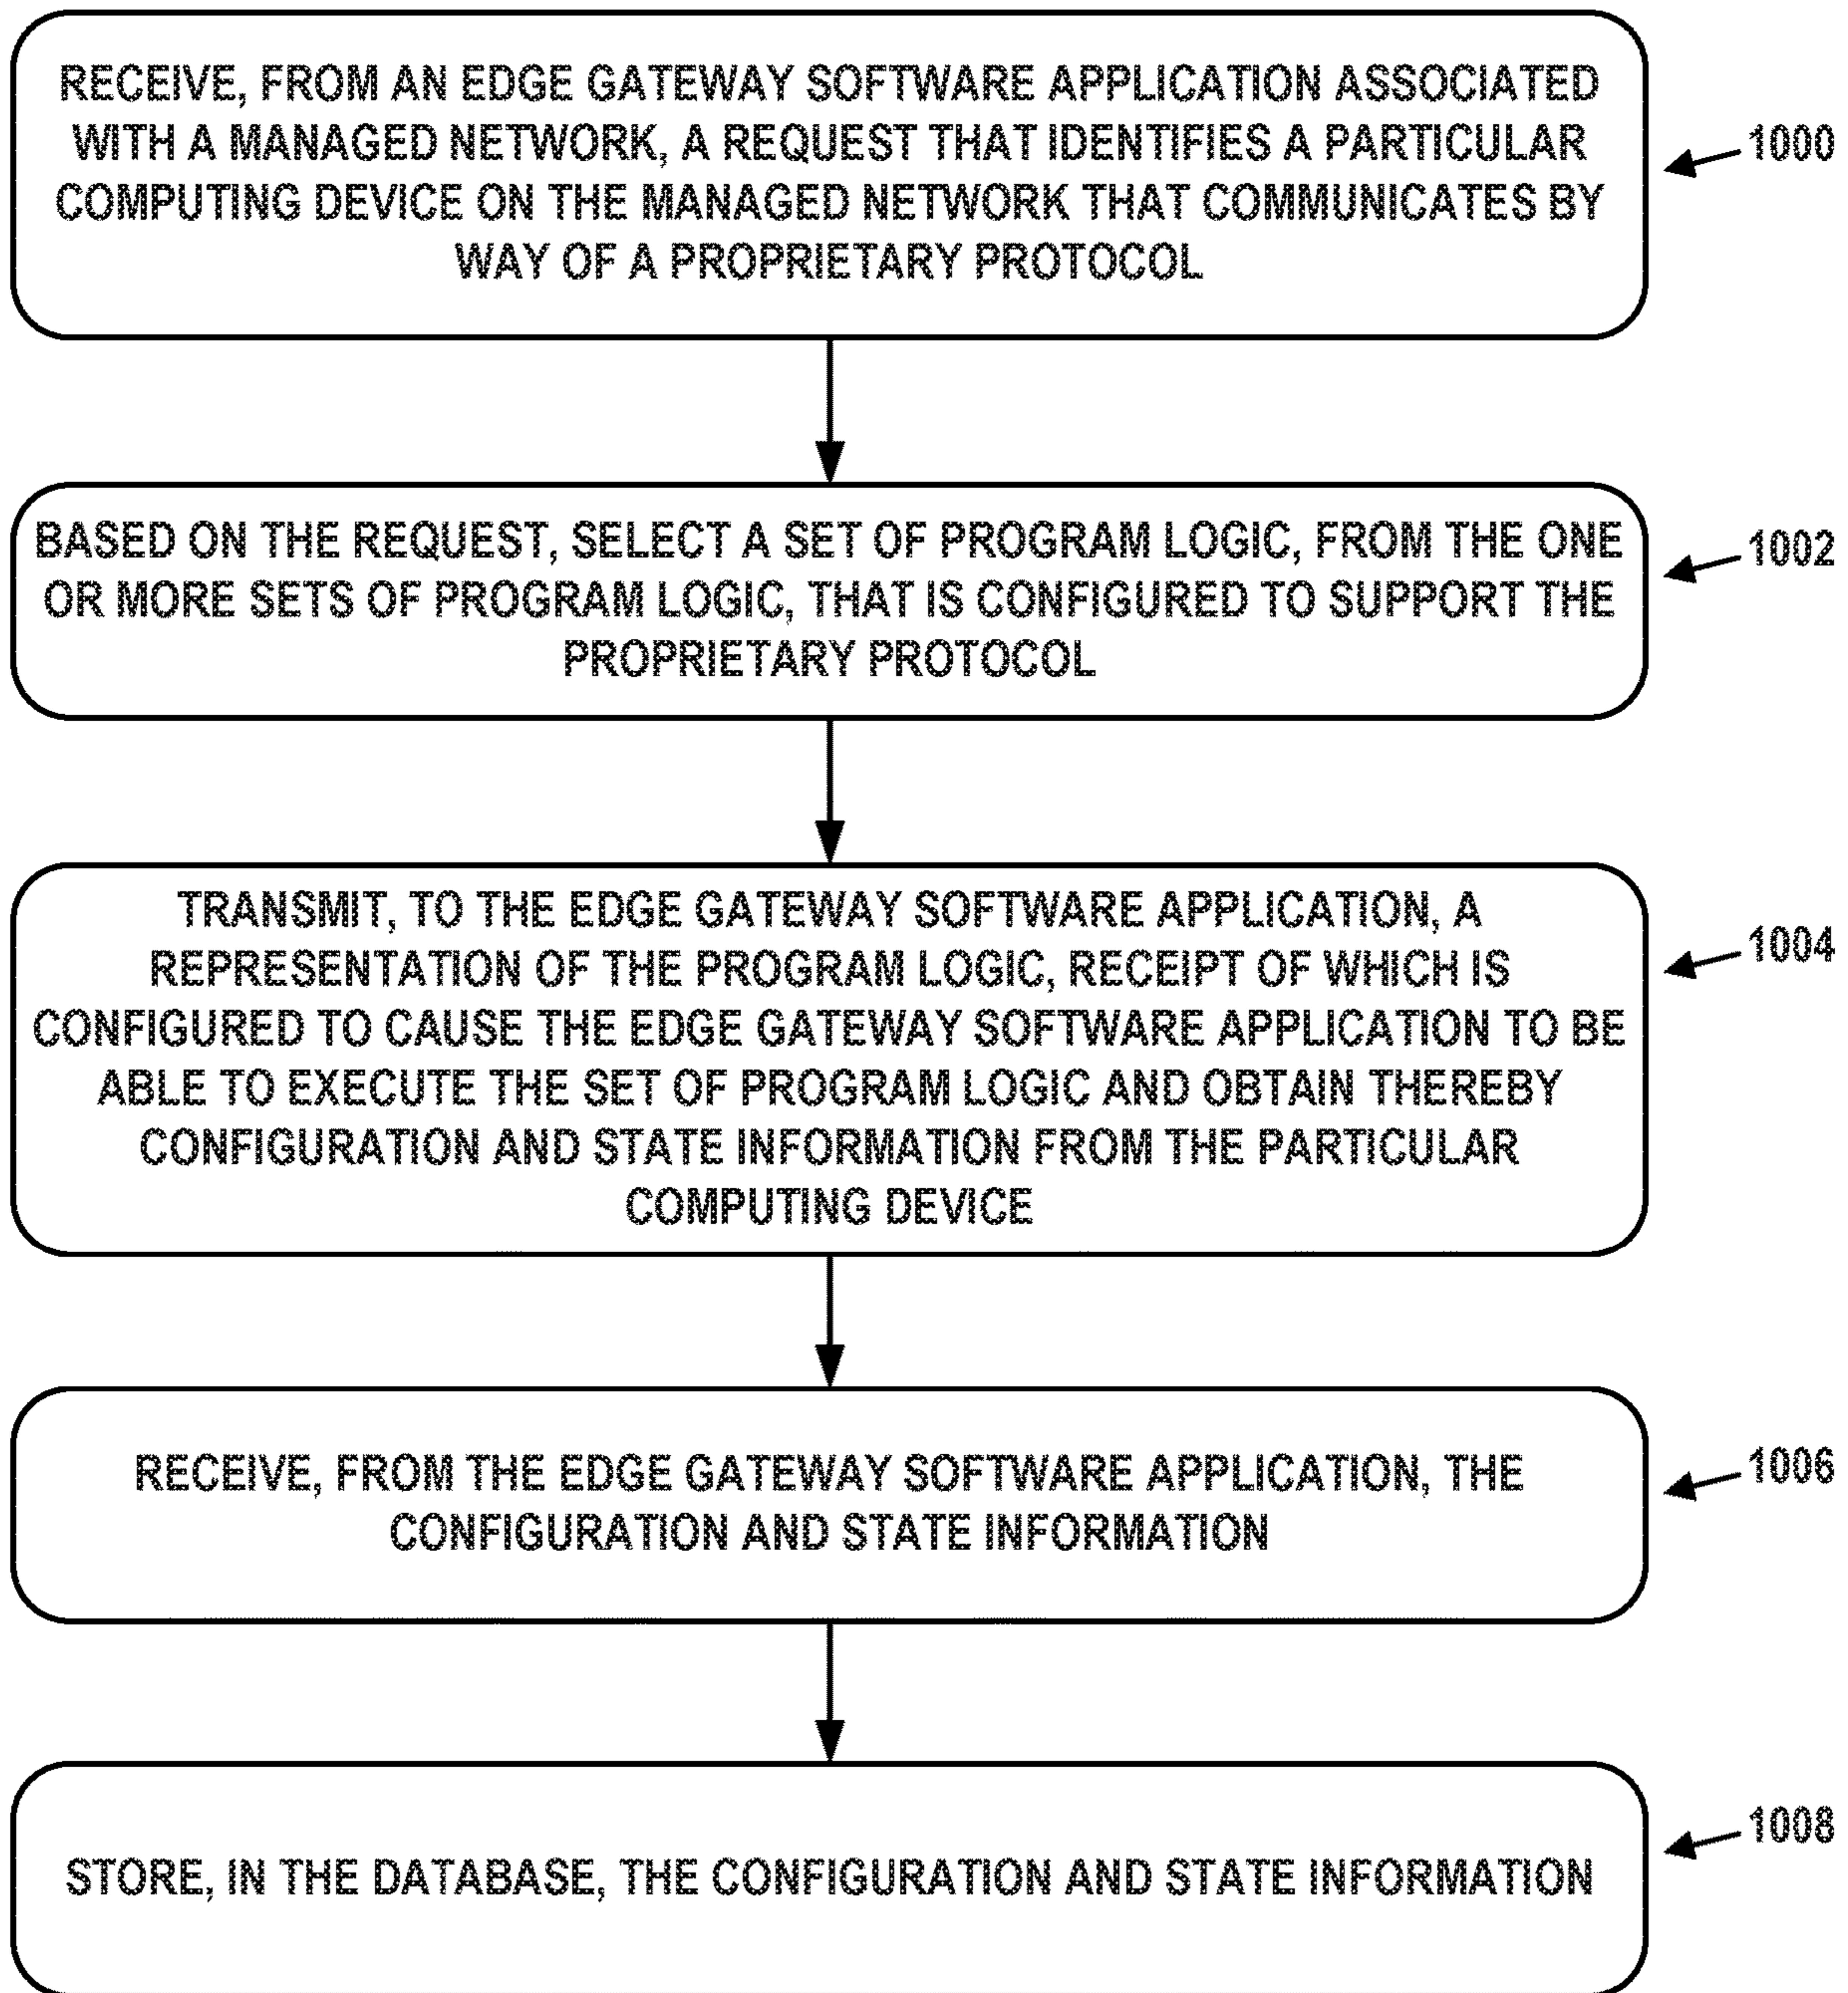 RECEIVE, FROM AN EDGE GATEWAY SOFTWARE APPLICATION ASSOCIATED
WITH A MANAGED NETWORK, A REQUEST THAT IDENTIFIES A PARTICULAR
COMPUTING DEVICE ON THE MANAGED NETWORK THAT COMMUNICATES BY
WAY OF A PROPRIETARY PROTOCOL
1000
BASED ON THE REQUEST, SELECT A SET OF PROGRAM LOGIC, FROM THE ONE
OR MORE SETS OF PROGRAM LOGIC, THAT IS CONFIGURED TO SUPPORT THE
PROPRIETARY PROTOCOL
1002
TRANSMIT, TO THE EDGE GATEWAY SOFTWARE APPLICATION, A
REPRESENTATION OF THE PROGRAM LOGIC, RECEIPT OF WHICH IS
CONFIGURED TO CAUSE THE EDGE GATEWAY SOFTWARE APPLICATION TO BE
ABLE TO EXECUTE THE SET OF PROGRAM LOGIC AND OBTAIN THEREBY
CONFIGURATION AND STATE INFORMATION FROM THE PARTICULAR
COMPUTING DEVICE
1004
RECEIVE, FROM THE EDGE GATEWAY SOFTWARE APPLICATION, THE
CONFIGURATION AND STATE INFORMATION
1006
STORE, IN THE DATABASE, THE CONFIGURATION AND STATE INFORMATION
1008